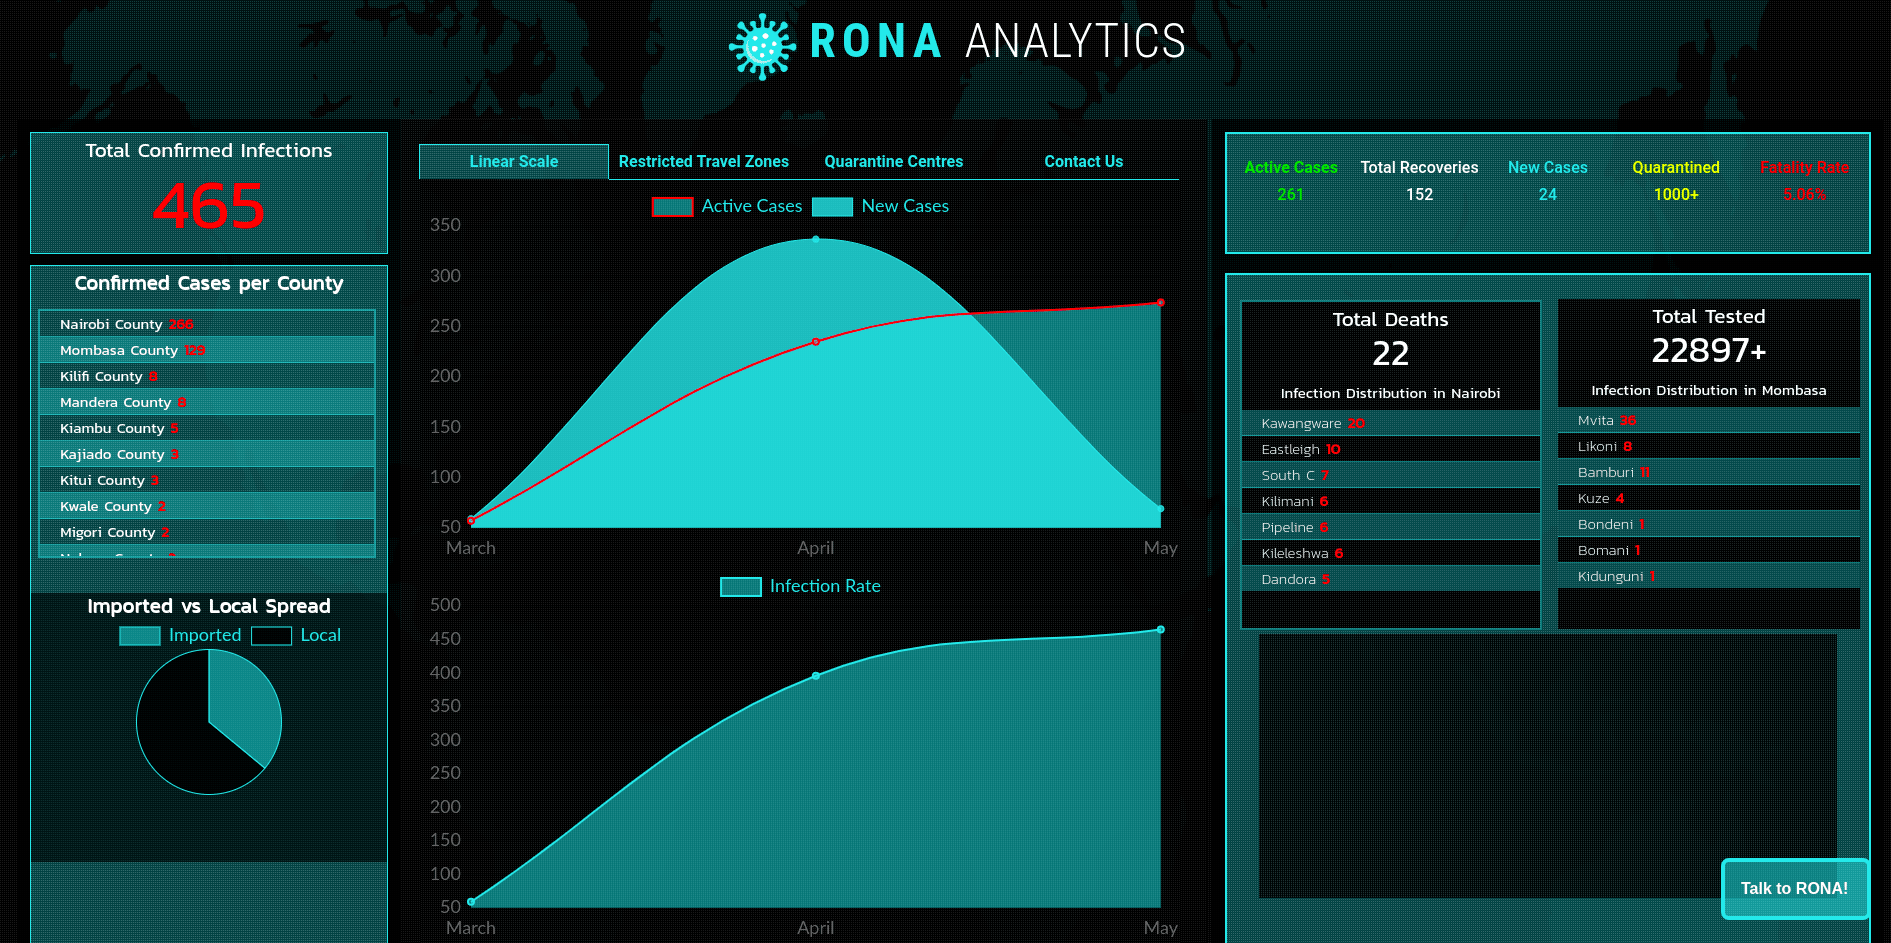 RONA ANALYTICS
Total Confirmed Infections
465
Confirmed Cases per County
Nairobi County 286
Mombasa County 129
Kilifi County 9
Mandera County 8
Kiambu County 5
Kajiado County 3
Kitui County 3
Kwale County 2
Migori County 2
Imported vs Local Spread
Imported Local
Linear Scale Restricted Travel Zones Quarantine Centres Contact Us
Active Cases New Cases
350
300
250
200
150
100
50
March April May
Infection Rate
500
450
400
350
300
250
200
150
100
50
March April May
Active Cases Total Recoveries New Cases Quarantined Fatality Rate
261 152 24 1000+ 5.06%
Total Deaths
22
Infection Distribution in Nairobi
Kawangware 20
Eastleigh 10
South C 7
Kilimani 6
Pipeline 6
Kileleshwa 6
Dandora 5
Total Tested
22897+
Infection Distribution in Mombasa
Mvita 36
Likoni 8
Bamburi 11
Kuze 4
Bondeni 1
Bomani 1
Kidunguni 1
Talk to RONA!